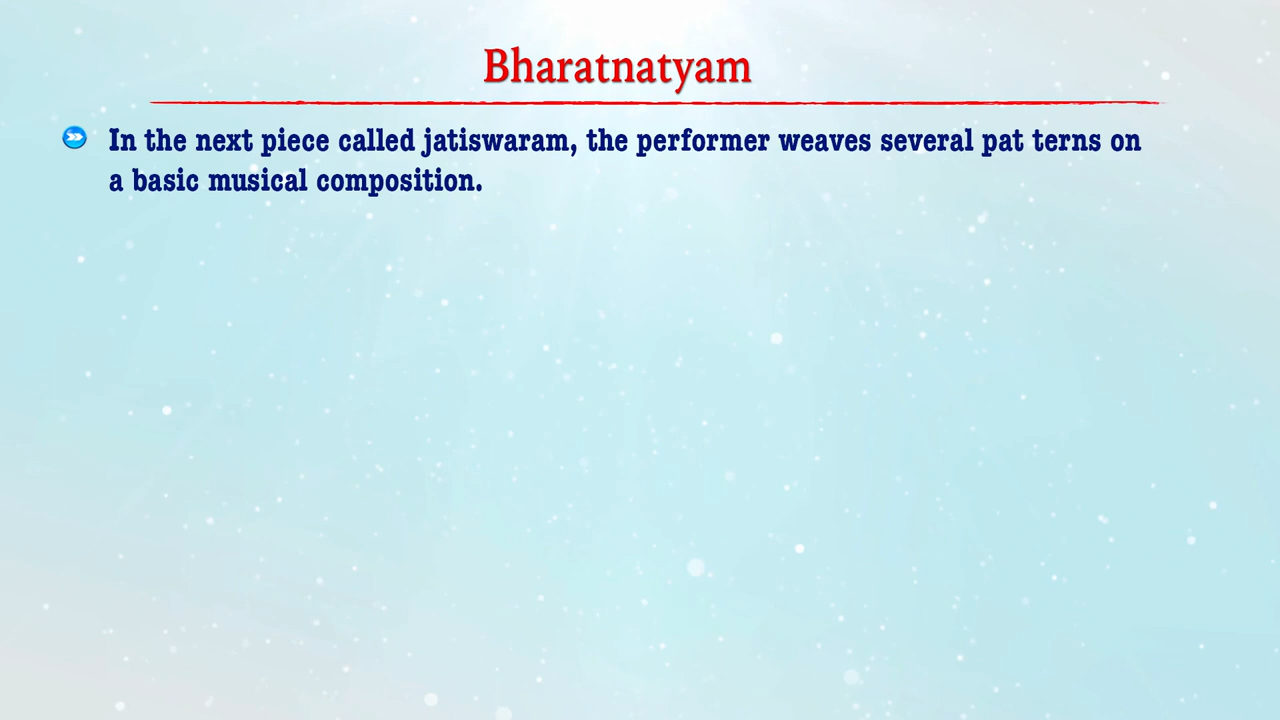 Bharatnatyam
In the next piece called jatiswaram, the performer weaves several pat terns on
a basic musical composition.